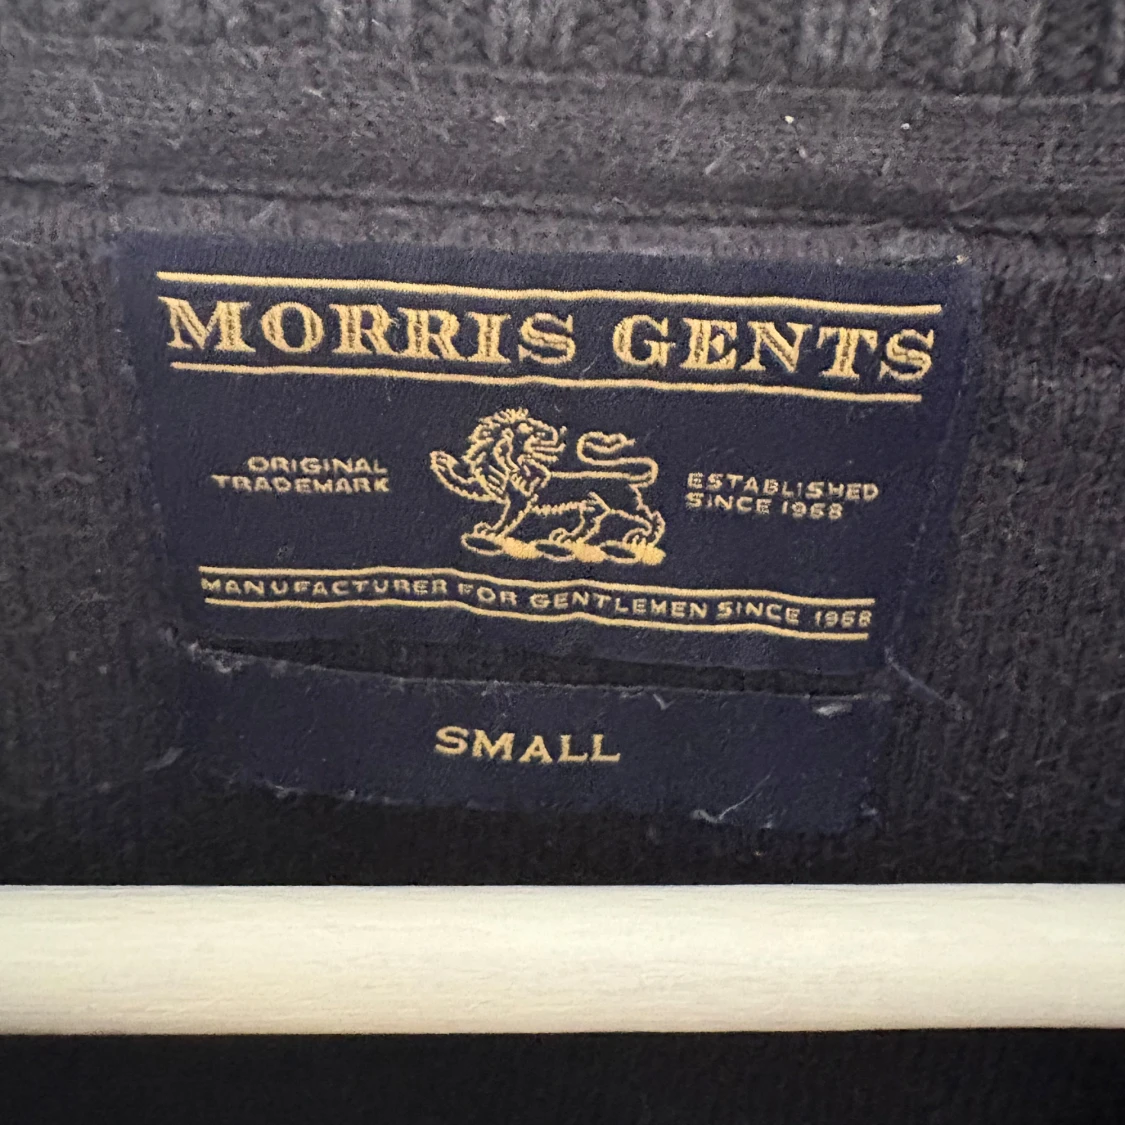 MORRIS GENTS
ORIGINAL
TRADEMARK
ESTABLISHED
SINCE 1968
MANUFACTURER FOR GENTLEMEN SINCE 1968
SMALL